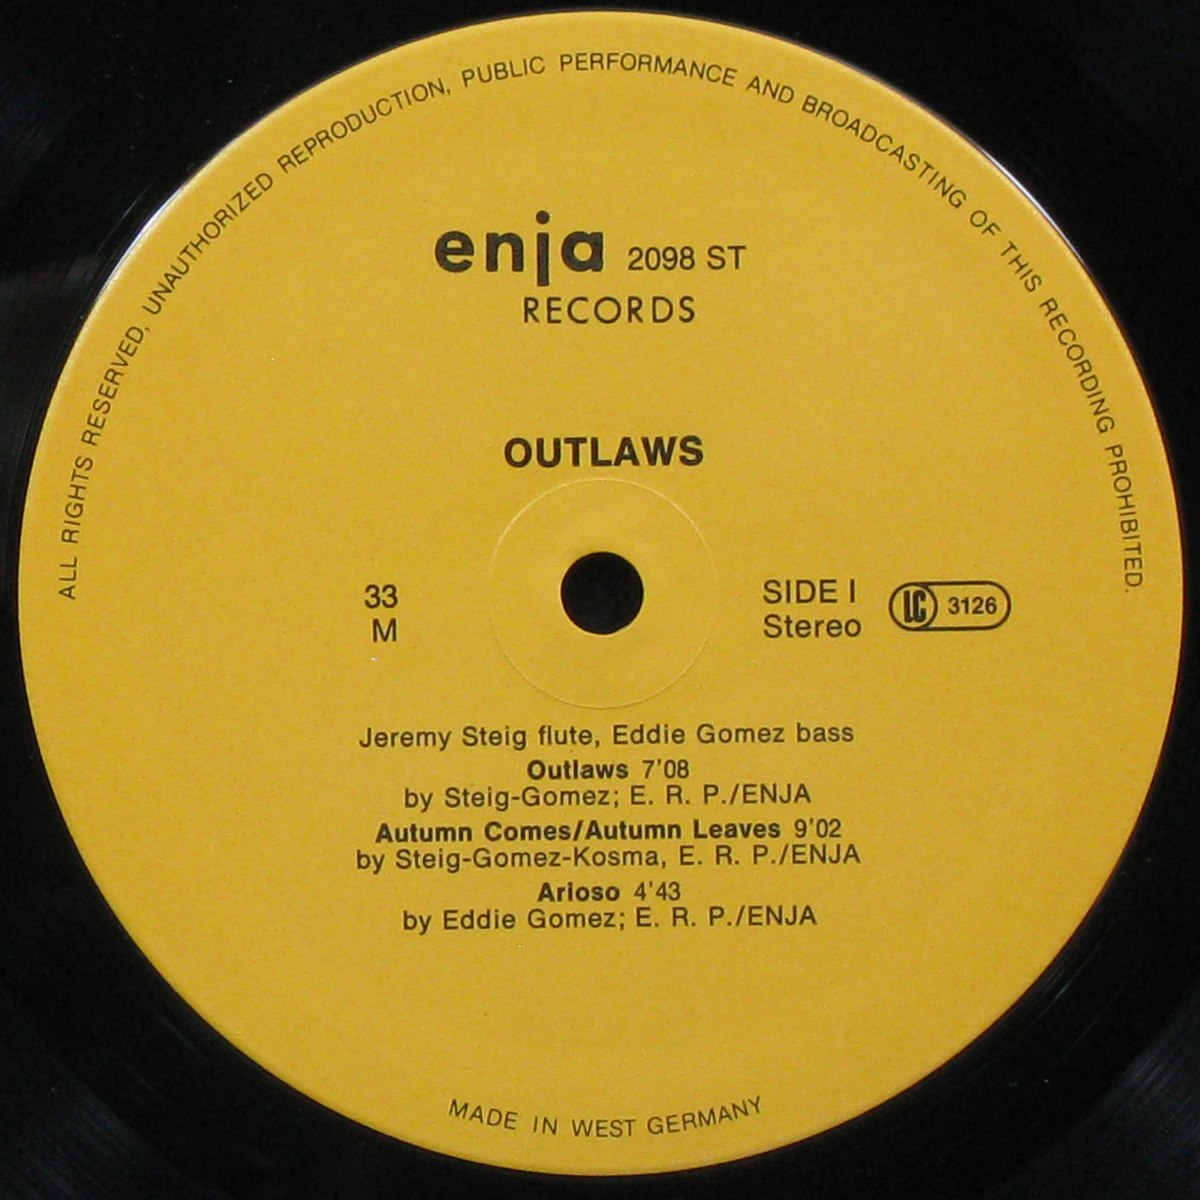 ALL RIGHTS RESERVED, UNAUTHORIZED REPRODUCTION, PUBLIC PERFORMANCE AND BROADCASTING OF THIS RECORDING PROHIBITED.
enja 2098 ST
RECORDS
OUTLAWS
33
M
SIDE I
Stereo
LC 3126
Jeremy Steig flute, Eddie Gomez bass
Outlaws 7'08
by Steig-Gomez; E. R. P./ENJA
Autumn Comes/Autumn Leaves 9'02
by Steig-Gomez-Kosma, E. R. P./ENJA
Arioso 4'43
by Eddie Gomez; E. R. P./ENJA
MADE IN WEST GERMANY